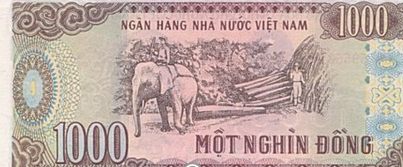 NGÂN HÀNG NHÀ NƯỚC VIỆT NAM
1000
1000
MỘT NGHÌN ĐỒNG